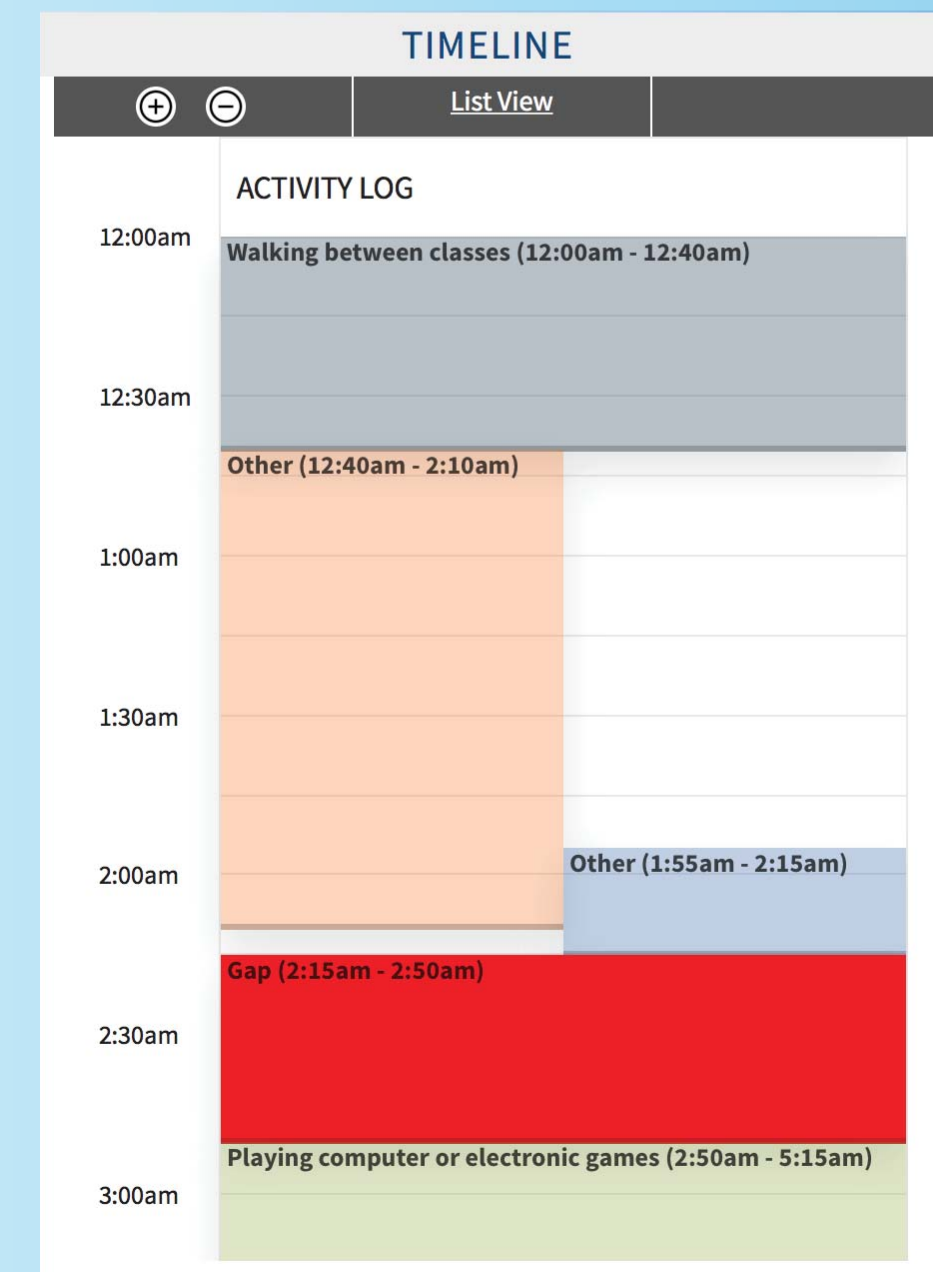 TIMELINE
List View
ACTIVITY LOG
12:00am
Walking between classes (12:00am - 12:40am)
12:30am
Other (12:40am - 2:10am)
1:00am
1:30am
Other (1:55am - 2:15am)
2:00am
Gap (2:15am - 2:50am)
2:30am
Playing computer or electronic games (2:50am - 5:15am)
3:00am